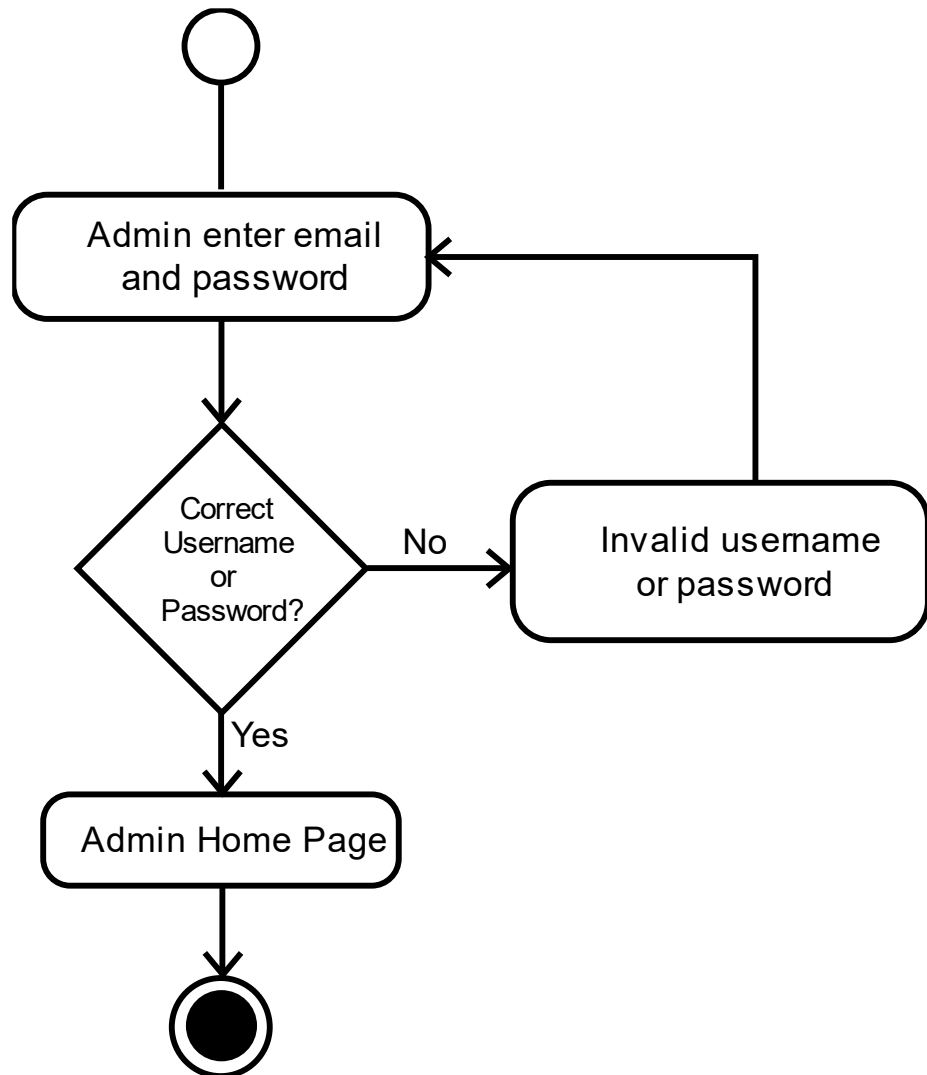 Admin enter email
and password
Correct
Username
or
Password?
No
Invalid username
or password
Yes
Admin Home Page